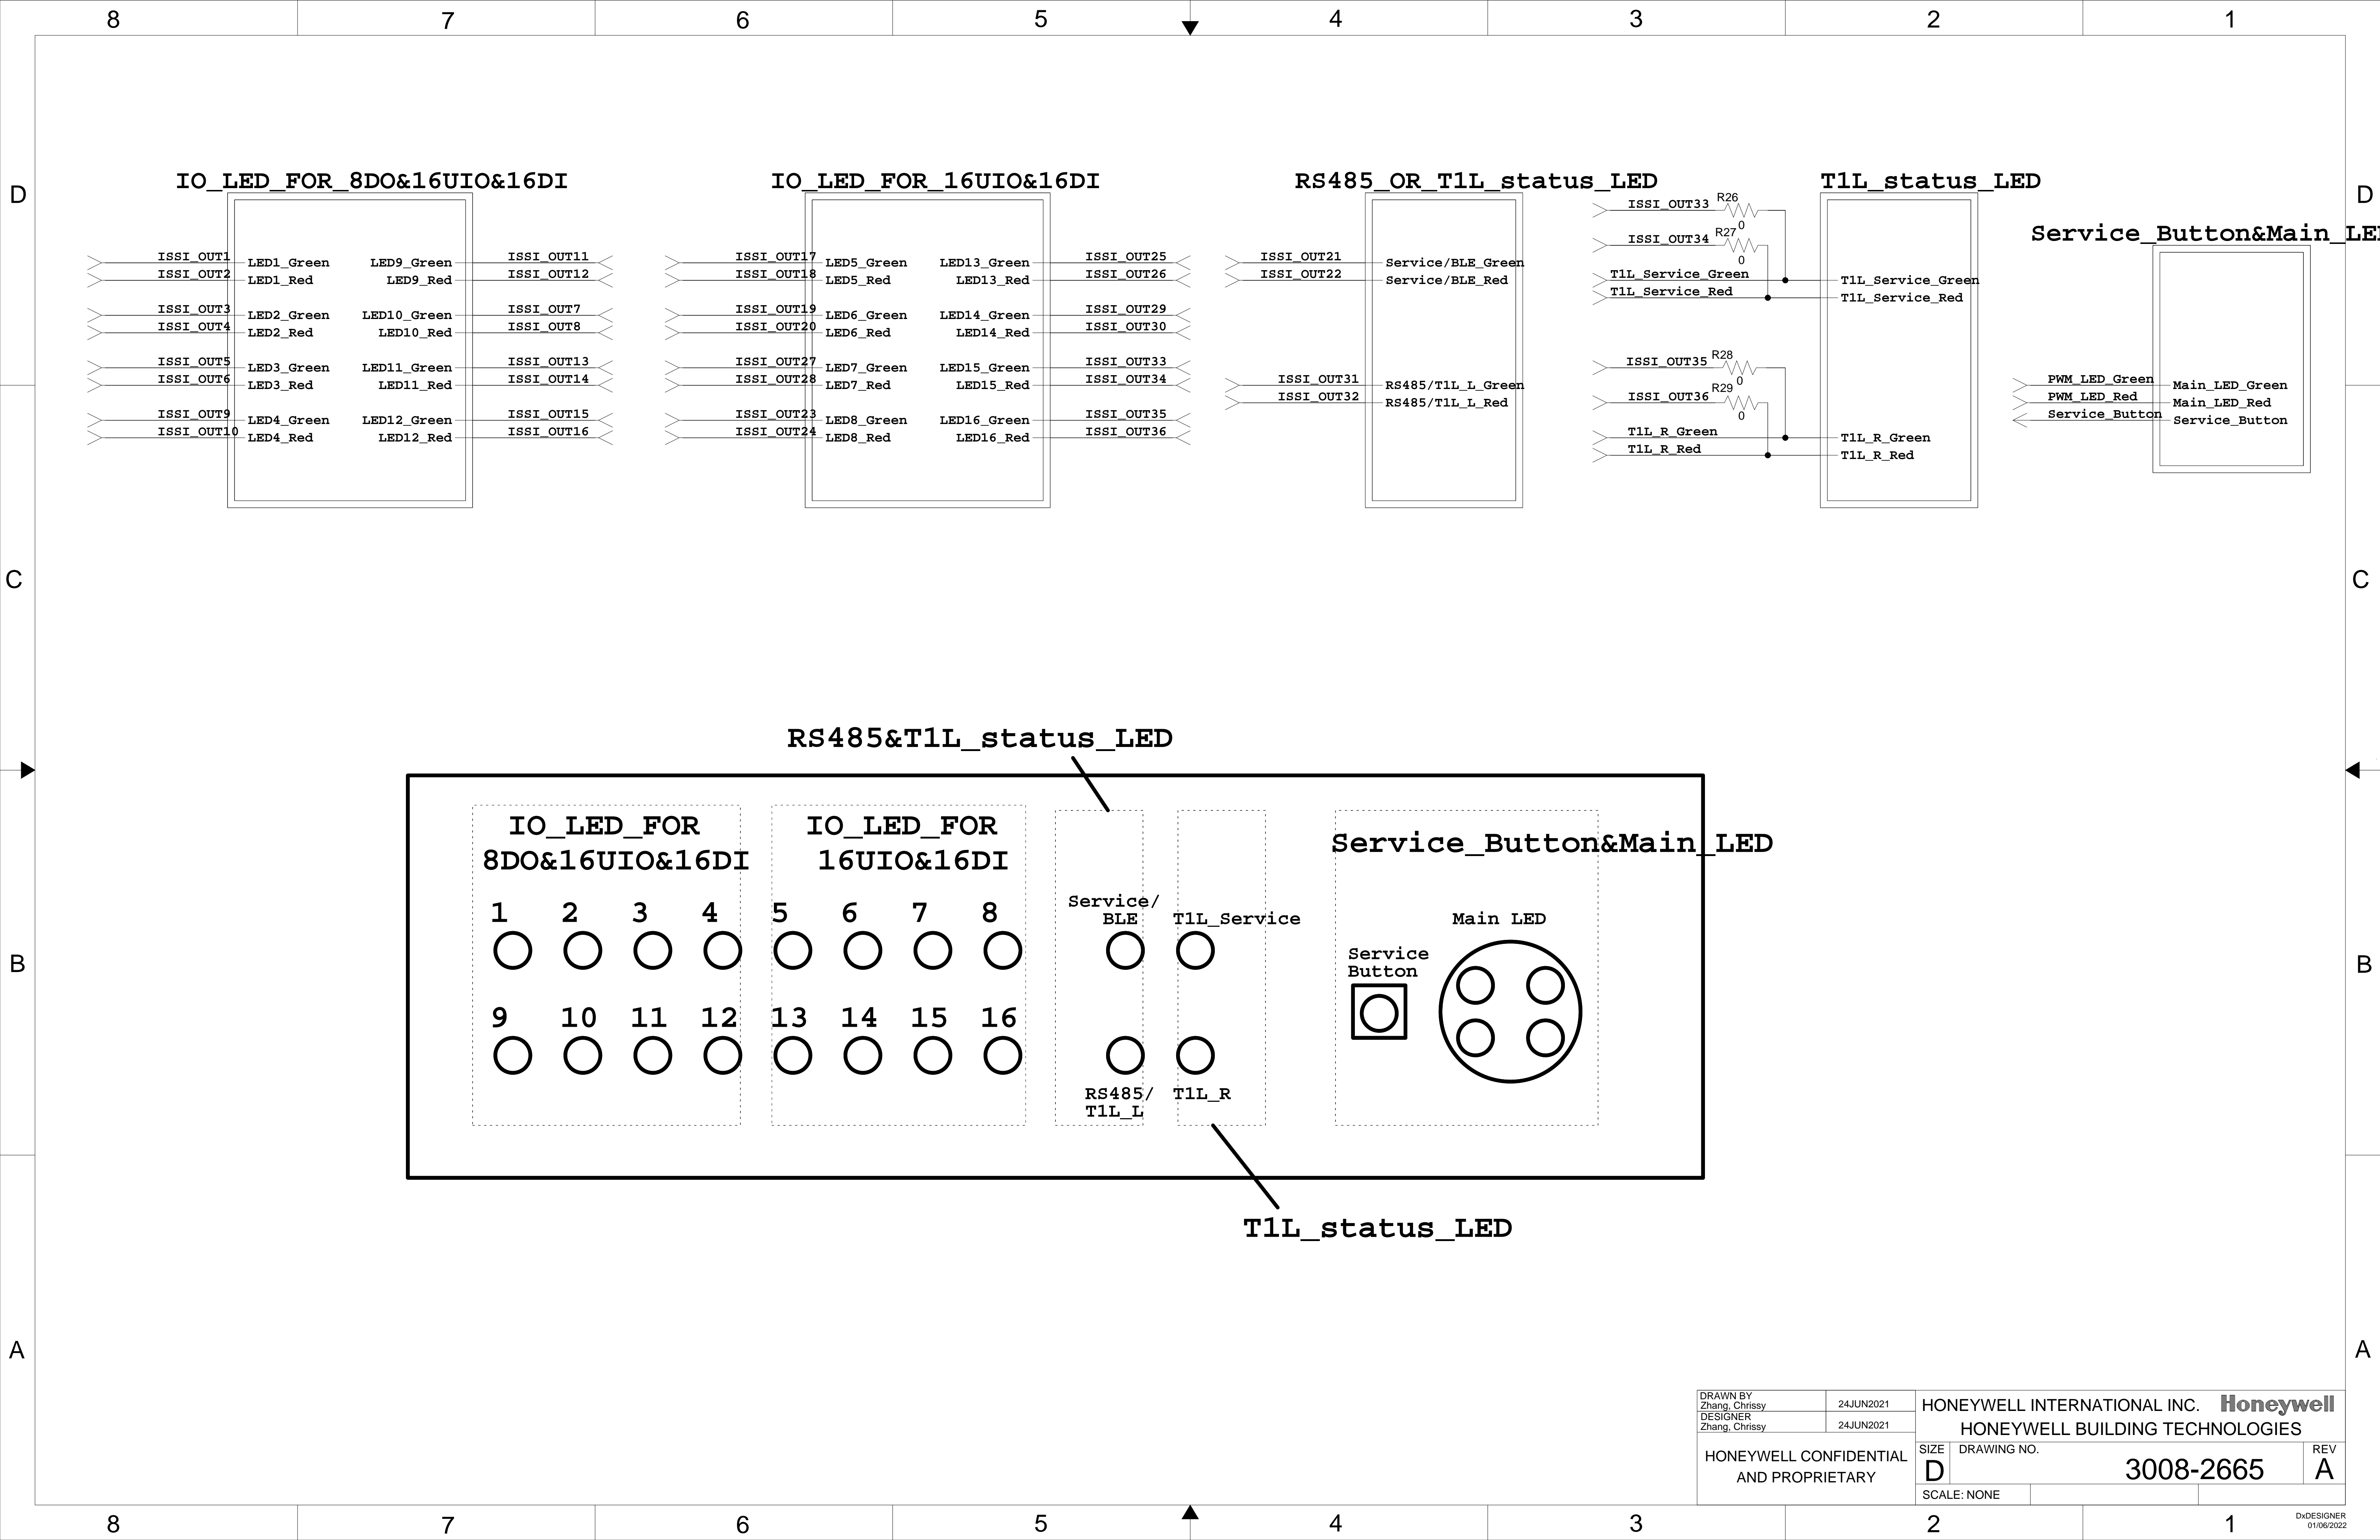 8 7 6 5 4 3 2 1
D D
IO_LED_FOR_8DO&16UIO&16DI
ISSI_OUT1 LED1_Green LED9_Green ISSI_OUT11
ISSI_OUT2 LED1_Red LED9_Red ISSI_OUT12
ISSI_OUT3 LED2_Green LED10_Green ISSI_OUT7
ISSI_OUT4 LED2_Red LED10_Red ISSI_OUT8
ISSI_OUT5 LED3_Green LED11_Green ISSI_OUT13
ISSI_OUT6 LED3_Red LED11_Red ISSI_OUT14
ISSI_OUT9 LED4_Green LED12_Green ISSI_OUT15
ISSI_OUT10 LED4_Red LED12_Red ISSI_OUT16
IO_LED_FOR_16UIO&16DI
ISSI_OUT17 LED5_Green LED13_Green ISSI_OUT25
ISSI_OUT18 LED5_Red LED13_Red ISSI_OUT26
ISSI_OUT19 LED6_Green LED14_Green ISSI_OUT29
ISSI_OUT20 LED6_Red LED14_Red ISSI_OUT30
ISSI_OUT27 LED7_Green LED15_Green ISSI_OUT33
ISSI_OUT28 LED7_Red LED15_Red ISSI_OUT34
ISSI_OUT23 LED8_Green LED16_Green ISSI_OUT35
ISSI_OUT24 LED8_Red LED16_Red ISSI_OUT36
RS485_OR_T1L_status_LED
ISSI_OUT21 Service/BLE_Green
ISSI_OUT22 Service/BLE_Red
ISSI_OUT31 RS485/T1L_L_Green
ISSI_OUT32 RS485/T1L_L_Red
T1L_status_LED
ISSI_OUT33 R26
0
ISSI_OUT34 R27
0
T1L_Service_Green T1L_Service_Green
T1L_Service_Red T1L_Service_Red
ISSI_OUT35 R28
0
ISSI_OUT36 R29
0
T1L_R_Green T1L_R_Green
T1L_R_Red T1L_R_Red
Service_Button&Main_LE
PWM_LED_Green Main_LED_Green
PWM_LED_Red Main_LED_Red
Service_Button Service_Button
C C
RS485&T1L_status_LED
IO_LED_FOR
8DO&16UIO&16DI
IO_LED_FOR
16UIO&16DI
Service_Button&Main_LED
1 2 3 4 5 6 7 8
Service/
BLE
T1L_Service
Main LED
Service
Button
B B
9 10 11 12 13 14 15 16
RS485/
T1L_L
T1L_R
T1L_status_LED
A A
DRAWN BY
Zhang, Chrissy 24JUN2021
DESIGNER
Zhang, Chrissy 24JUN2021
HONEYWELL CONFIDENTIAL
AND PROPRIETARY
HONEYWELL INTERNATIONAL INC. Honeywell
HONEYWELL BUILDING TECHNOLOGIES
SIZE DRAWING NO. REV
D 3008-2665 A
SCALE: NONE
8 7 6 5 4 3 2 1
DxDESIGNER
01/06/2022